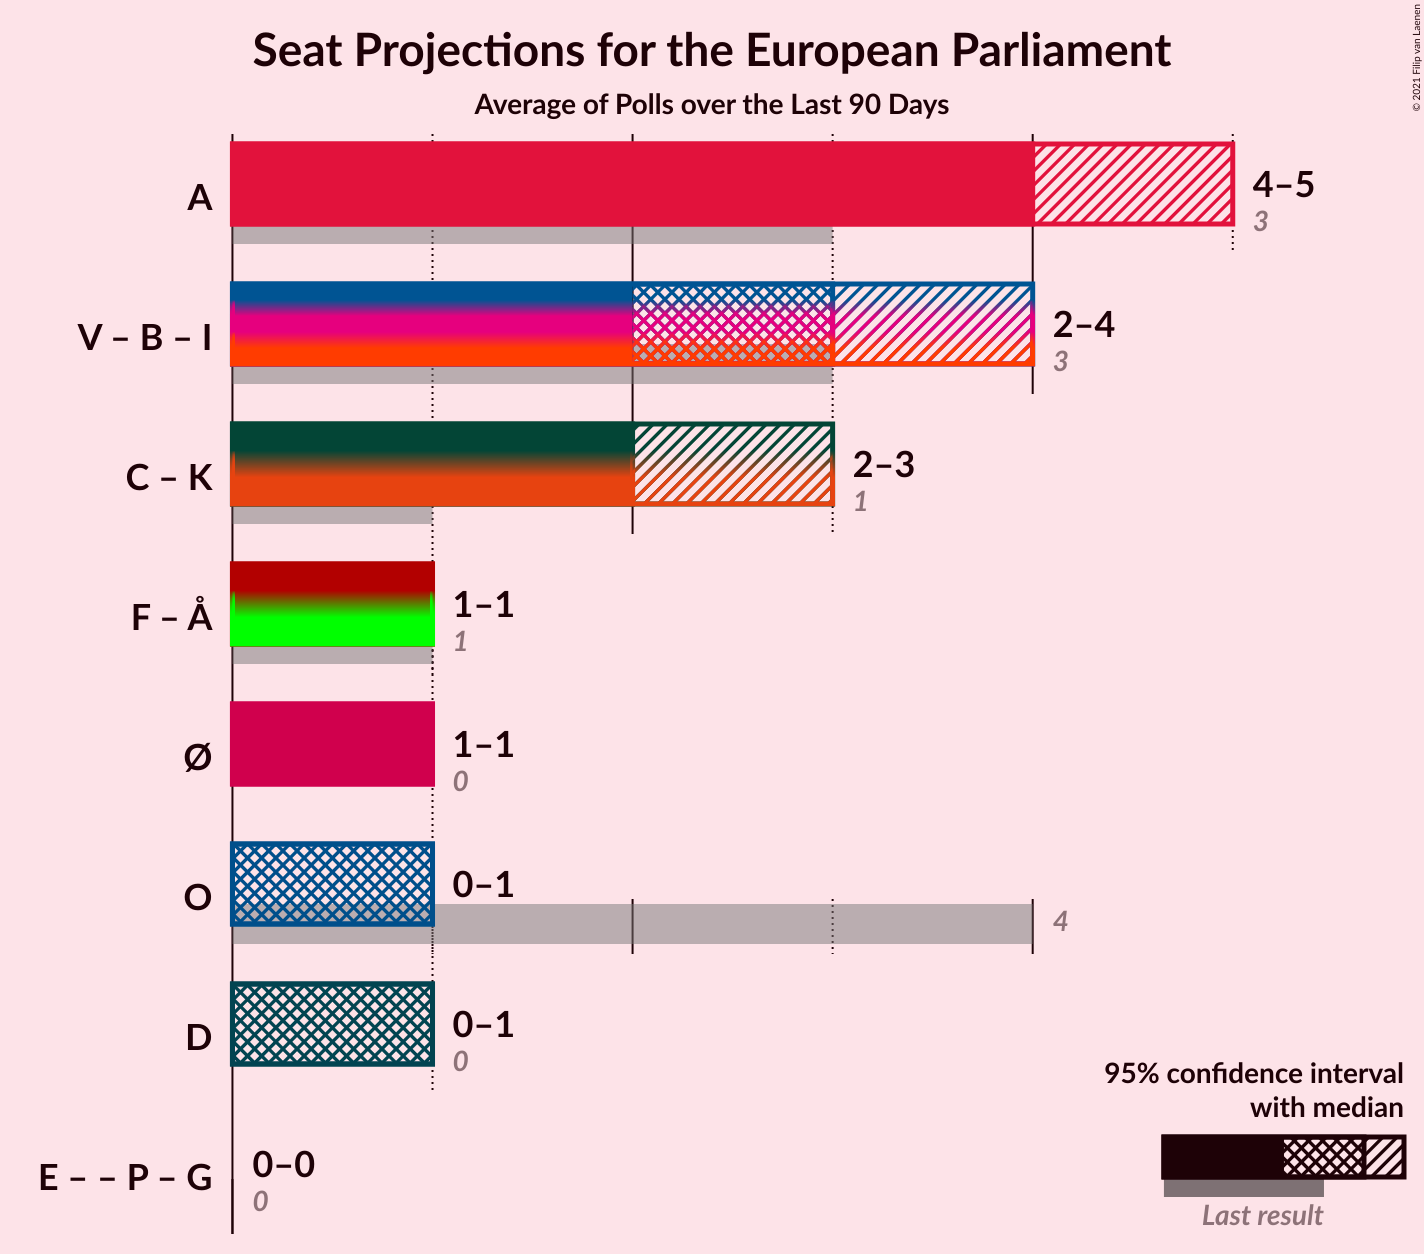 Seat Projections for the European Parliament
Average of Polls over the Last 90 Days
© 2021 Filip van Laenen
A
4–5
3
V – B – I
2–4
3
C – K
2–3
1
F – Å
1–1
1
Ø
1–1
0
O
0–1
4
D
0–1
0
E – – P – G
0–0
0
95% confidence interval
with median
Last result